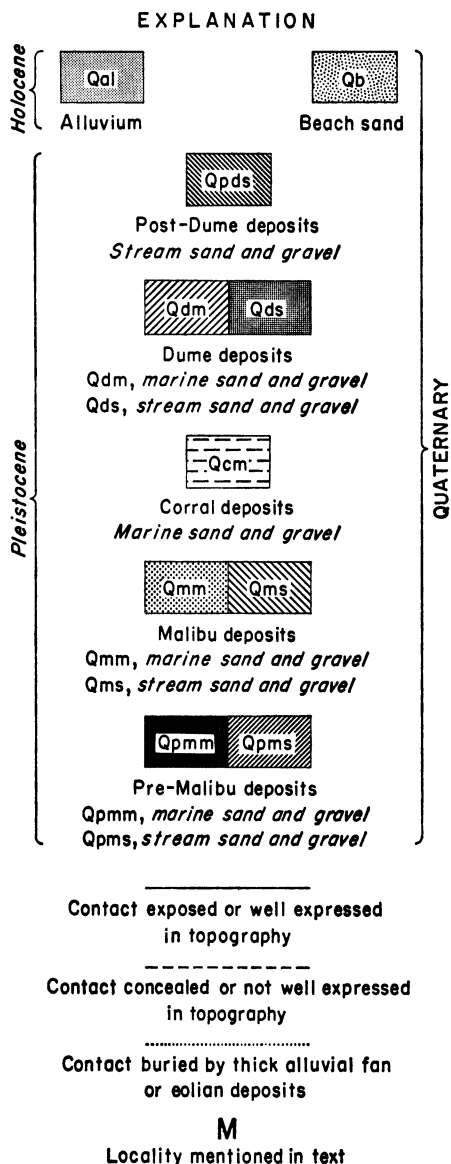 EXPLANATION
Holocene
Qal
Qb
Alluvium
Beach sand
Pleistocene
QUATERNARY
Qpds
Post-Dume deposits
Stream sand and gravel
Qdm
Qds
Dume deposits
Qdm, marine sand and gravel
Qds, stream sand and gravel
Qcm
Corral deposits
Marine sand and gravel
Qmm
Qms
Malibu deposits
Qmm, marine sand and gravel
Qms, stream sand and gravel
Qpmm
Qpms
Pre-Malibu deposits
Qpmm, marine sand and gravel
Qpms, stream sand and gravel
Contact exposed or well expressed
in topography
Contact concealed or not well expressed
in topography
Contact buried by thick alluvial fan
or eolian deposits
M
Locality mentioned in text